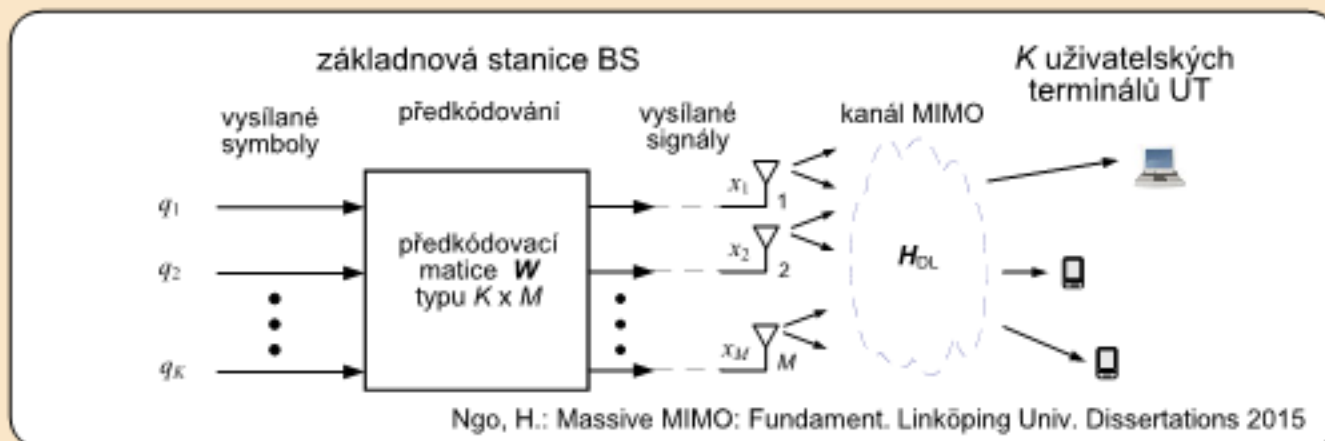 základnová stanice BS
K uživatelských
terminálů UT
vysílané
symboly
předkódování
vysílané
signály
kanál MIMO
q1
q2
qK
předkódovací
matice W
typu K x M
x1
1
x2
2
xM
M
HDL
Ngo, H.: Massive MIMO: Fundament. Linköping Univ. Dissertations 2015